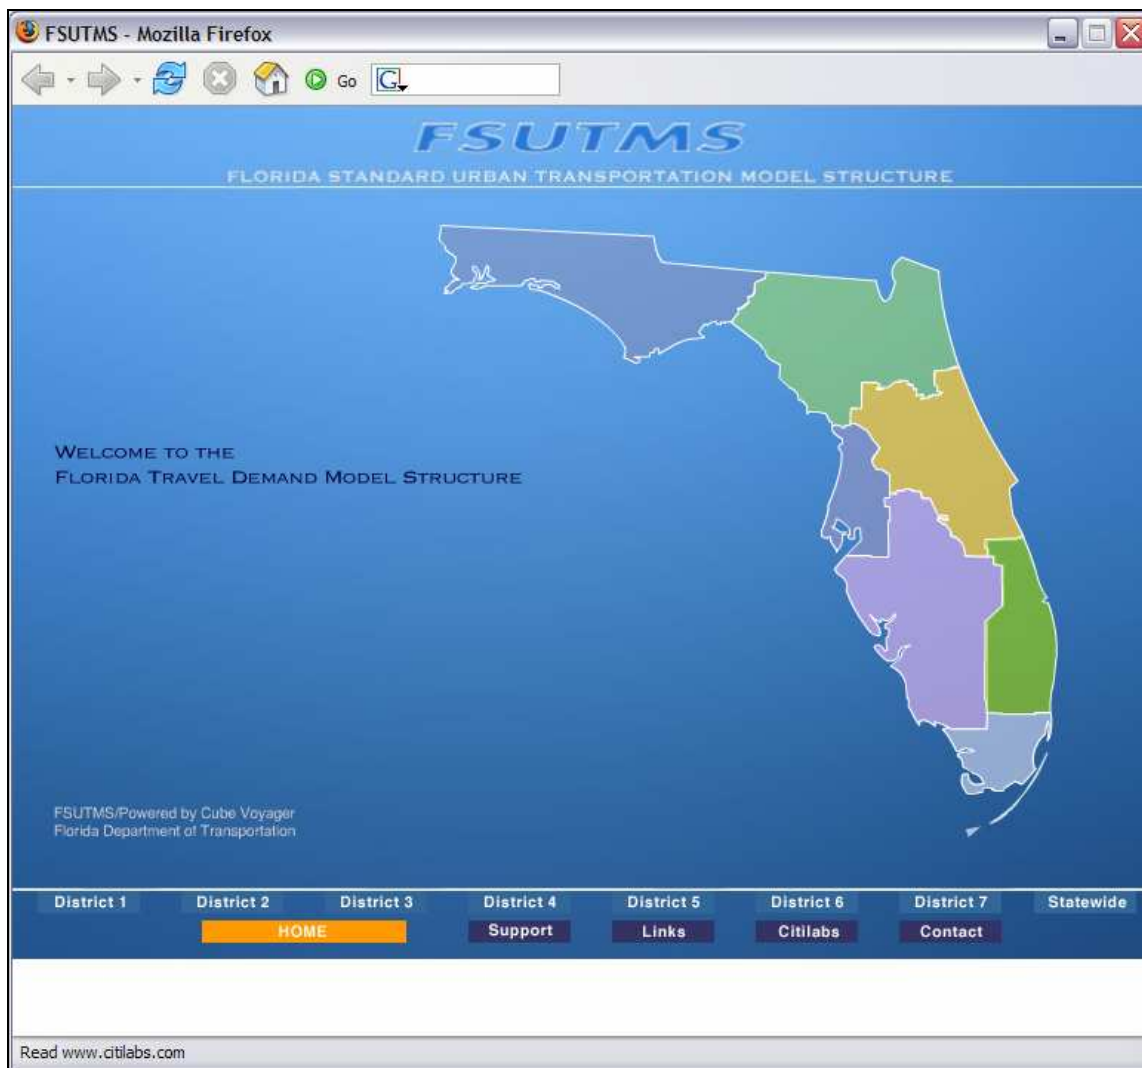 FSUTMS - Mozilla Firefox
Go
G
FSUTMS
FLORIDA STANDARD URBAN TRANSPORTATION MODEL STRUCTURE
WELCOME TO THE
FLORIDA TRAVEL DEMAND MODEL STRUCTURE
FSUTMS/Powered by Cube Voyager
Florida Department of Transportation
District 1 District 2 District 3 District 4 District 5 District 6 District 7 Statewide
HOME Support Links Citilabs Contact
Read www.citilabs.com